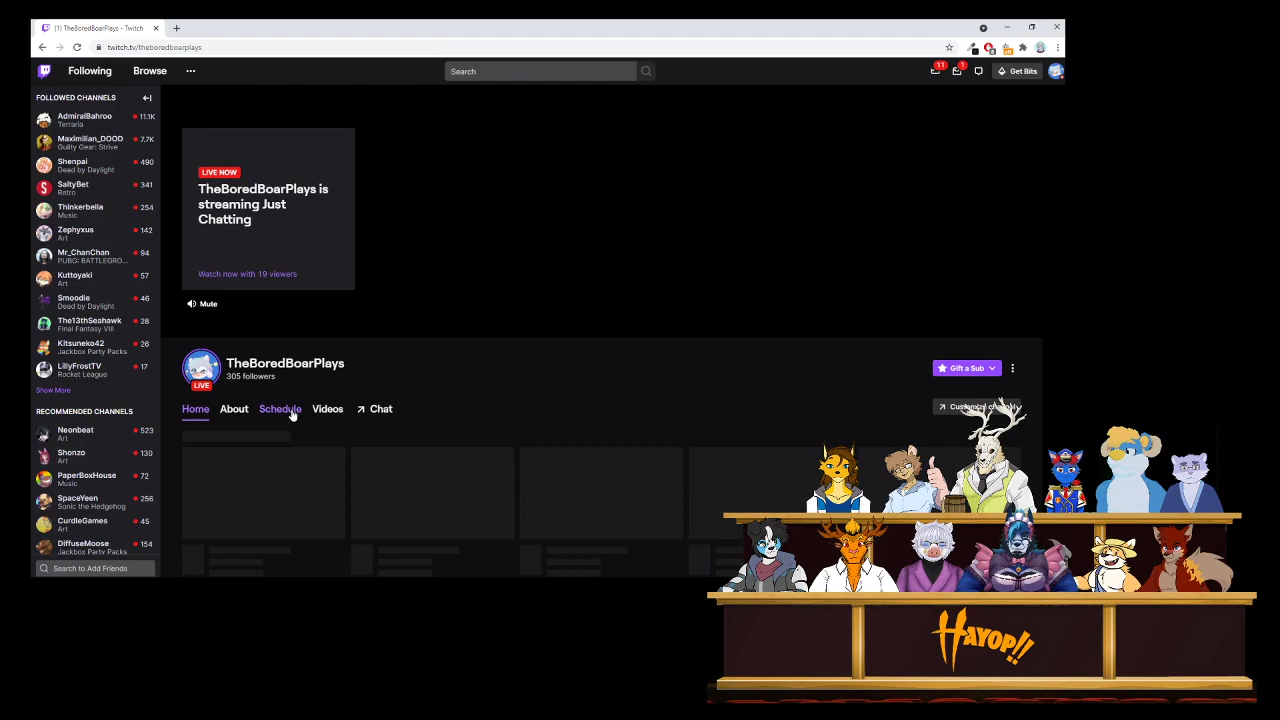 (1) TheBoredBoarPlays - Twitch
twitch.tv/theboredboarplays
Following
Browse
Search
11
1
Get Bits
FOLLOWED CHANNELS
AdmiralBahroo 11.1K
Terraria
Maximilian_DOOD 7.7K
Guilty Gear: Strive
Shenpai 490
Dead by Daylight
SaltyBet 341
Retro
Thinkerbella 254
Music
Zephyxus 142
Art
Mr_ChanChan 94
PUBG: BATTLEGRO...
Kuttoyaki 57
Art
Smoodie 46
Dead by Daylight
The13thSeahawk 28
Final Fantasy VIII
Kitsuneko42 21
Jackbox Party Packs
LillyFrostTV 17
Rocket League
Show More
RECOMMENDED CHANNELS
Neonbeat 523
Art
Shonzo 130
Art
PaperBoxHouse 72
Music
SpaceYeen 256
Sonic the Hedgehog
CurdleGames 45
Art
DiffuseMoose 154
Jackbox Party Packs
Search to Add Friends
LIVE NOW
TheBoredBoarPlays is
streaming Just
Chatting
Watch now with 19 viewers
Mute
TheBoredBoarPlays
305 followers
LIVE
Gift a Sub
Home About Schedule Videos Chat
HAYOP!!